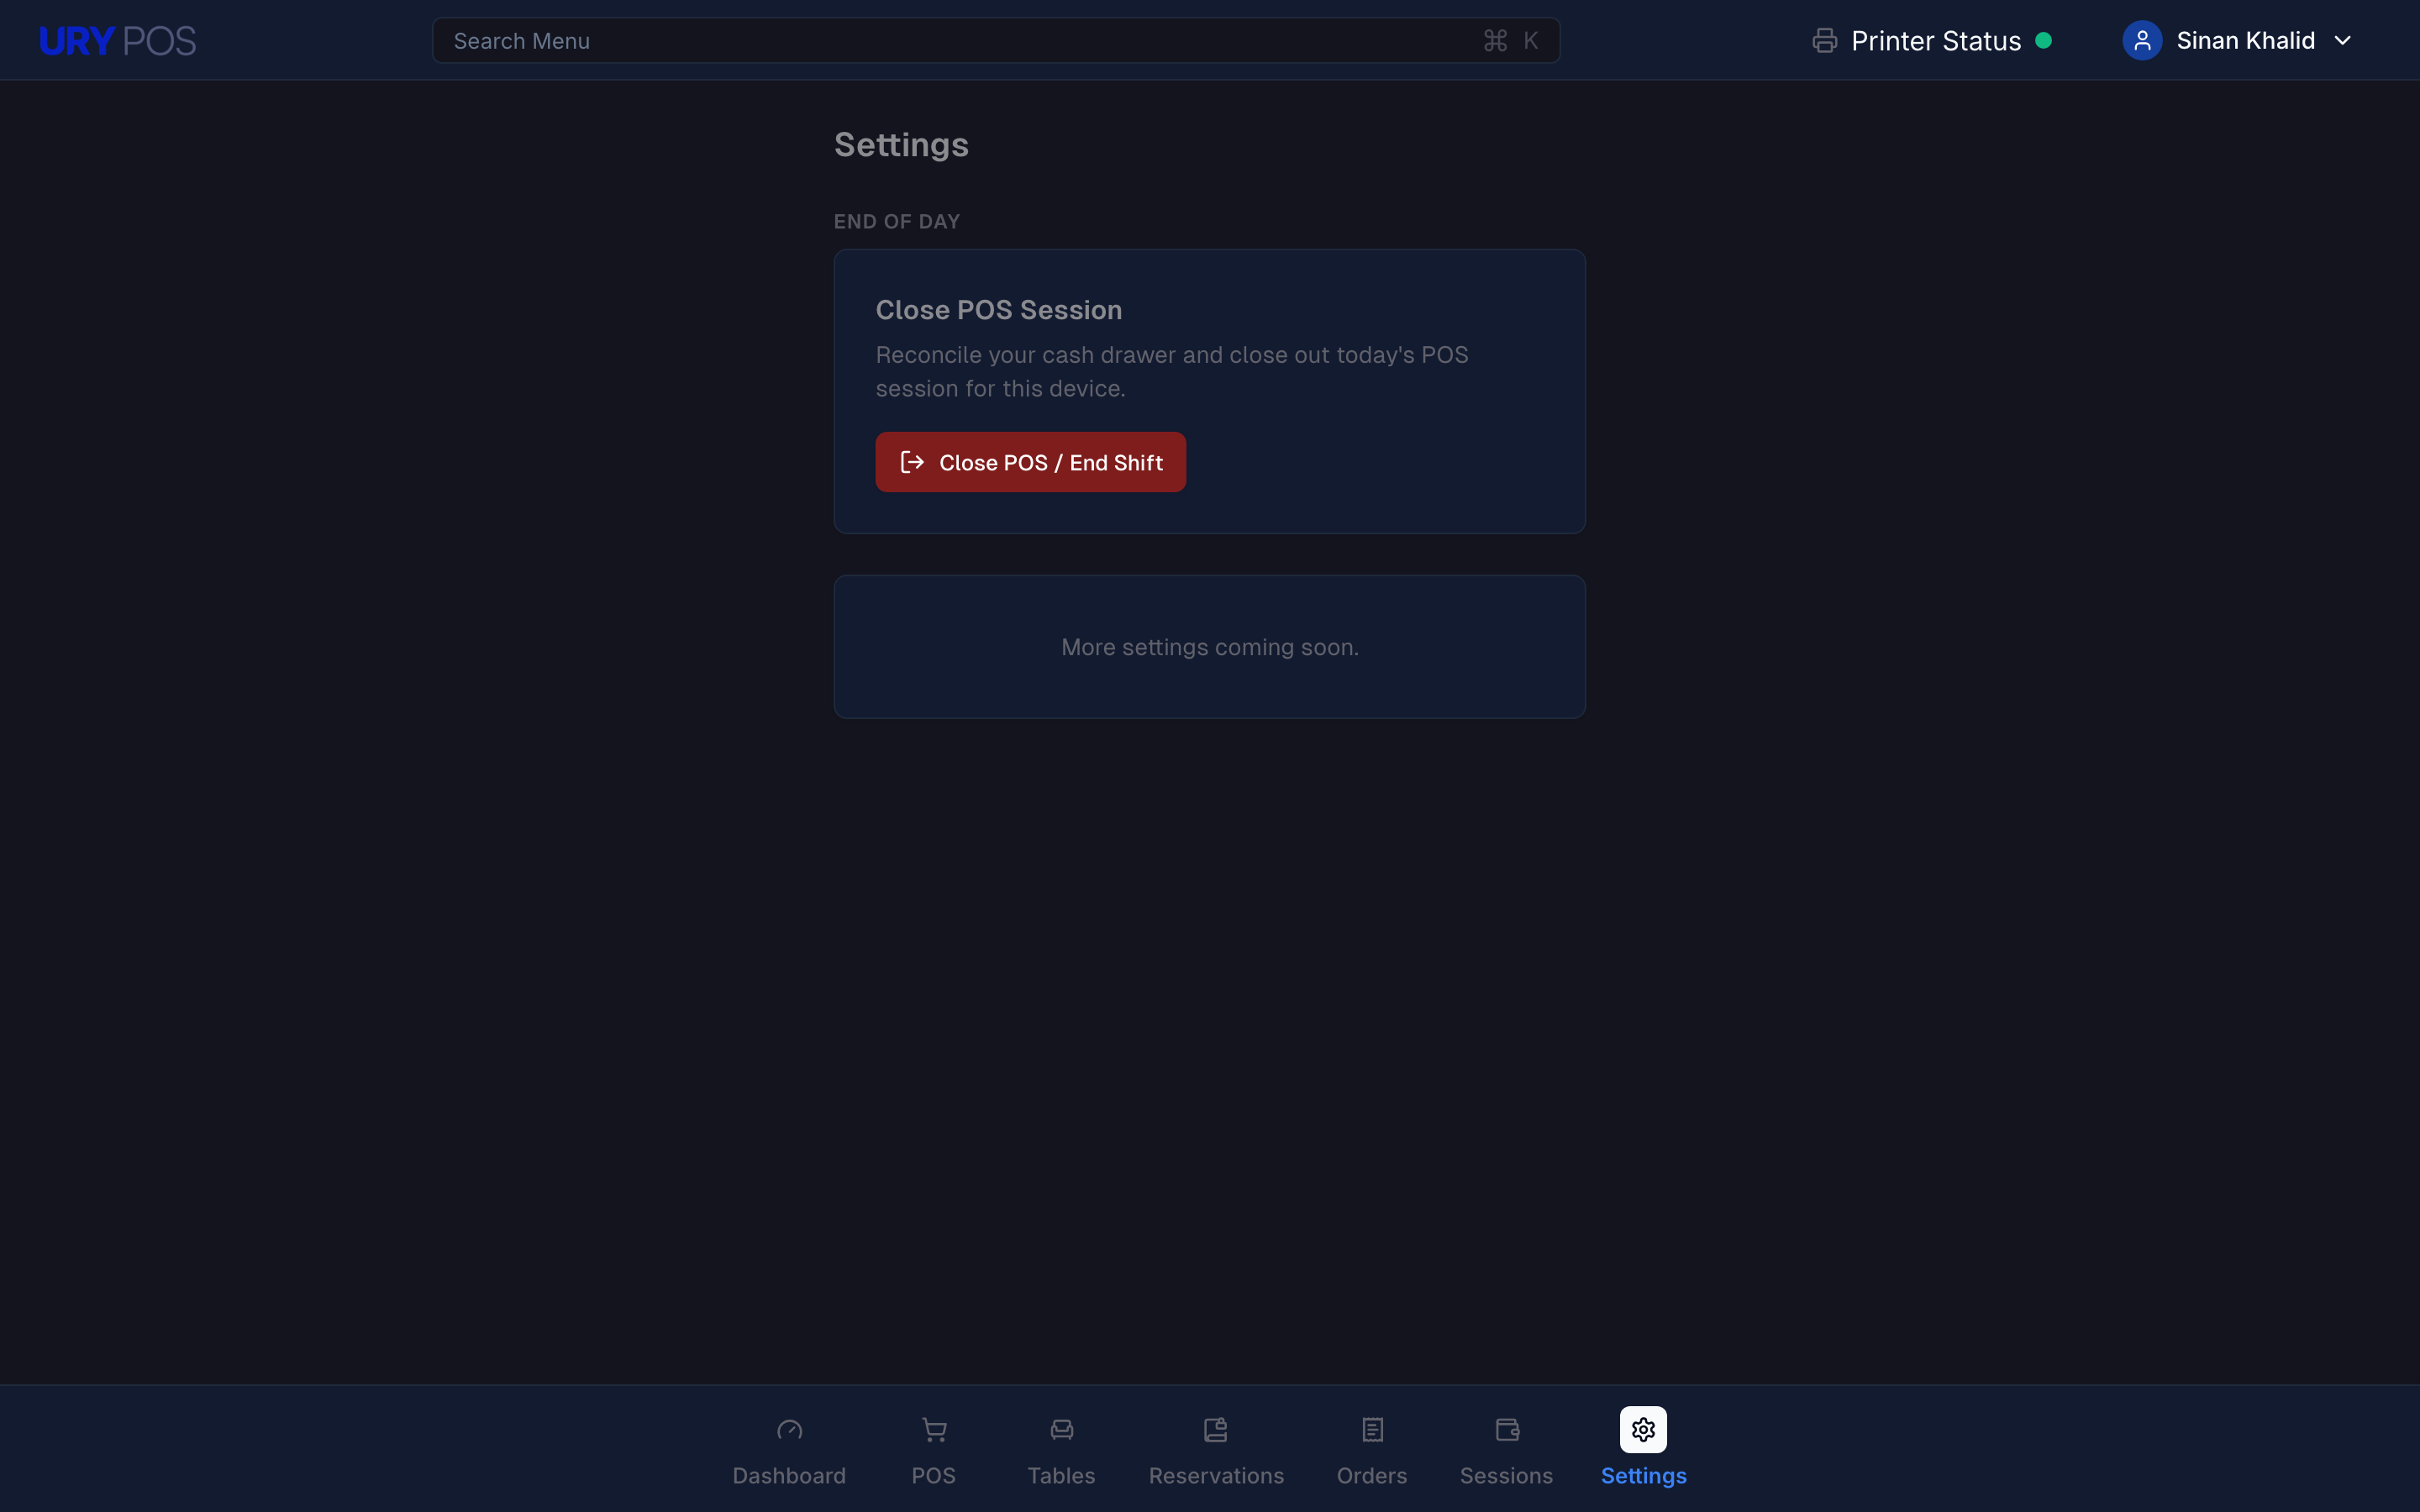 URY POS
Search Menu
⌘ K
Printer Status
Sinan Khalid
Settings
END OF DAY
Close POS Session
Reconcile your cash drawer and close out today's POS
session for this device.
Close POS / End Shift
More settings coming soon.
Dashboard
POS
Tables
Reservations
Orders
Sessions
Settings